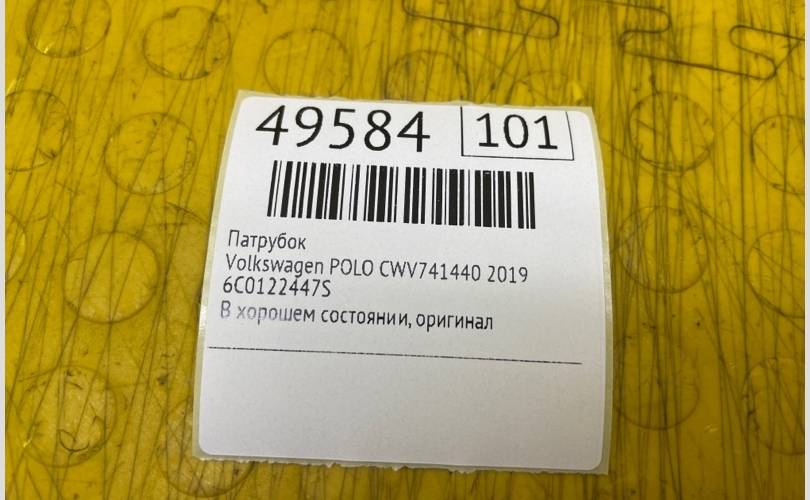 49584 101
Патрубок
Volkswagen POLO CWV741440 2019
6C0122447S
В хорошем состоянии, оригинал